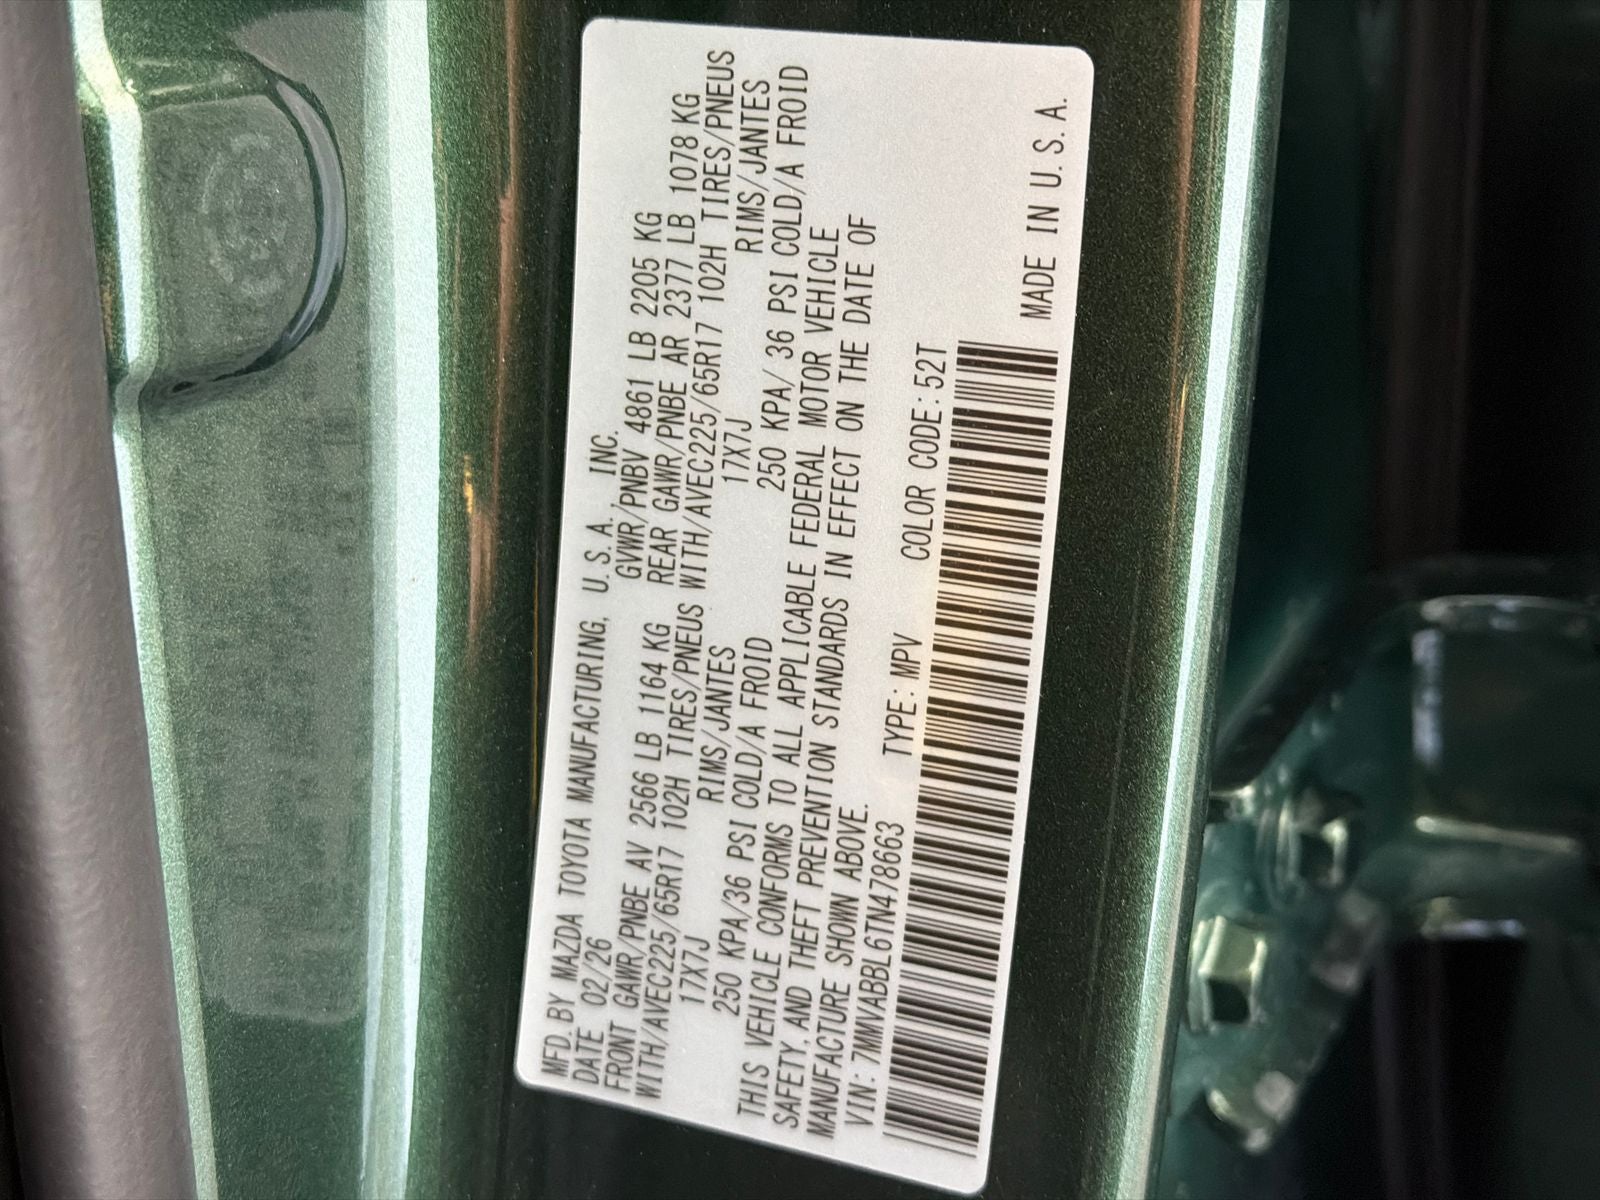 MFD. BY MAZDA TOYOTA MANUFACTURING, U.S.A., INC.
DATE 02/26 GVWR/PNBV 4861 LB 2205 KG
FRONT GAWR/PNBE AV 2566 LB 1164 KG REAR GAWR/PNBE AR 2377 LB 1078 KG
WITH/AVEC225/65R17 102H TIRES/PNEUS WITH/AVEC225/65R17 102H TIRES/PNEUS
17X7J RIMS/JANTES 17X7J RIMS/JANTES
250 KPA/36 PSI COLD/A FROID 250 KPA/ 36 PSI COLD/A FROID
THIS VEHICLE CONFORMS TO ALL APPLICABLE FEDERAL MOTOR VEHICLE
SAFETY, AND THEFT PREVENTION STANDARDS IN EFFECT ON THE DATE OF
MANUFACTURE SHOWN ABOVE.
VIN: 7MMVABBL6TN478663 TYPE: MPV COLOR CODE: 52T
MADE IN U.S.A.